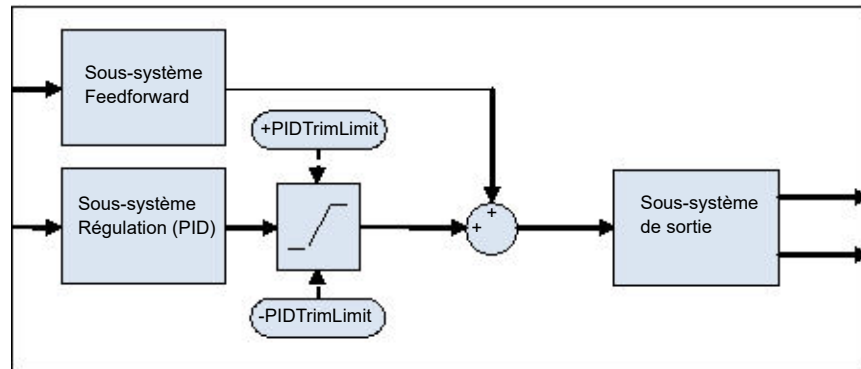 Sous-système
Feedforward
+PIDTrimLimit
Sous-système
Régulation (PID)
+
+
Sous-système
de sortie
-PIDTrimLimit